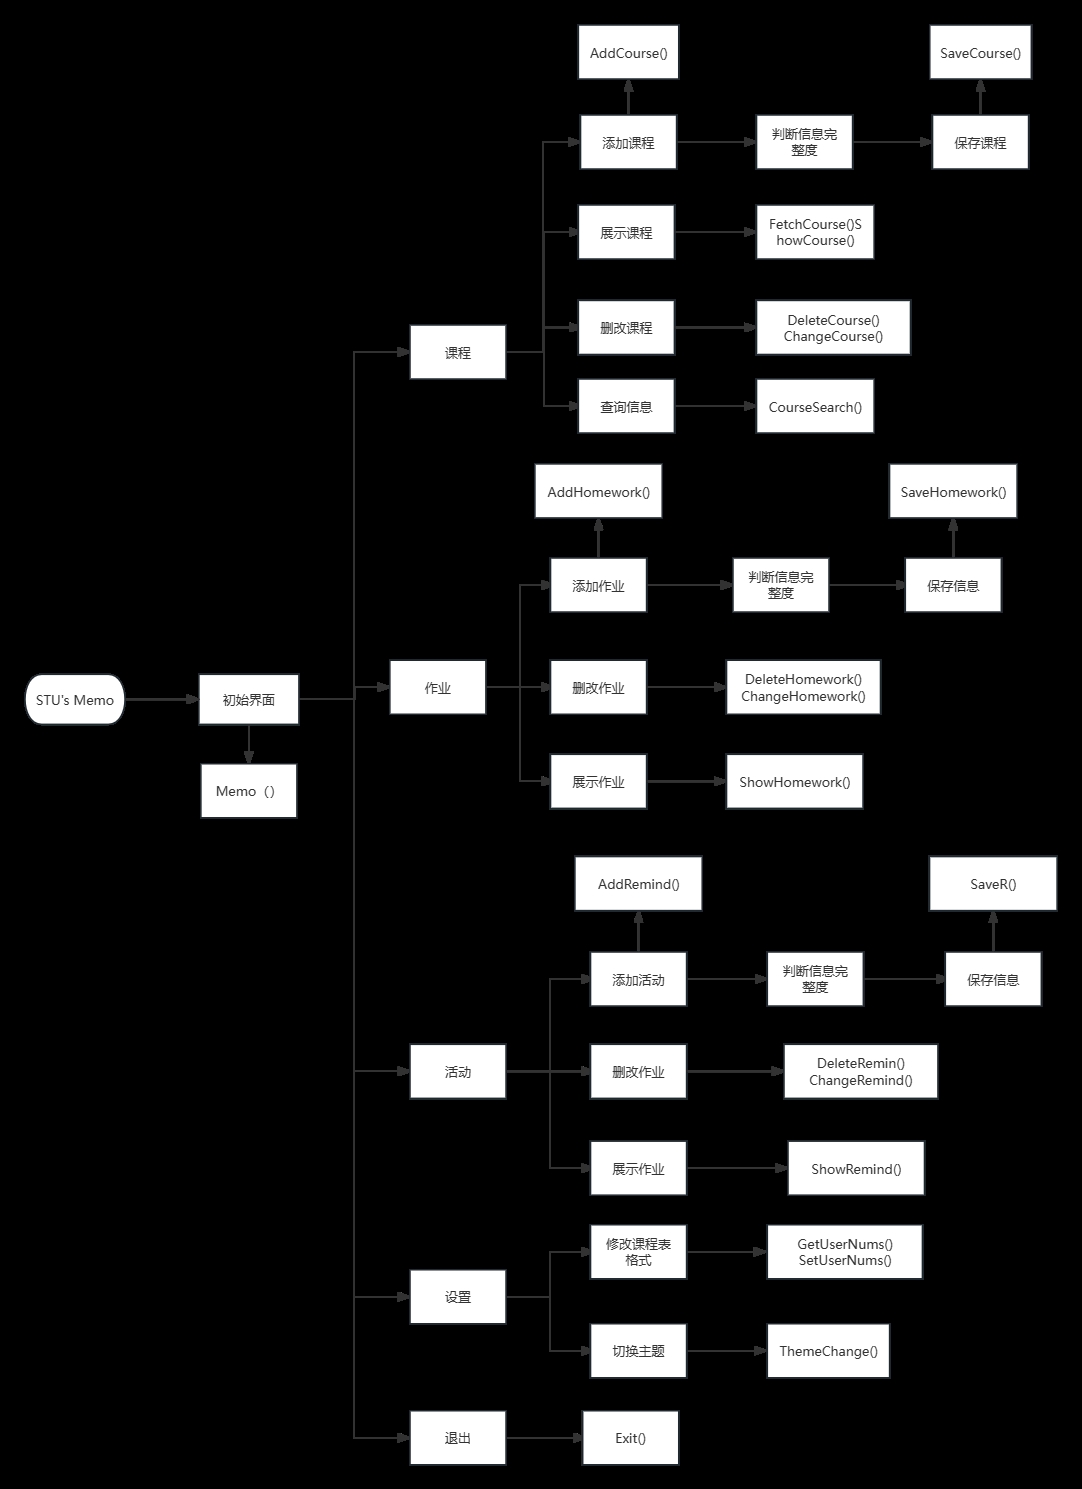 AddCourse()
SaveCourse()
添加课程
判断信息完
整度
保存课程
展示课程
FetchCourse()S
howCourse()
删改课程
DeleteCourse()
ChangeCourse()
课程
查询信息
CourseSearch()
AddHomework()
SaveHomework()
添加作业
判断信息完
整度
保存信息
STU's Memo
初始界面
作业
删改作业
DeleteHomework()
ChangeHomework()
Memo（）
展示作业
ShowHomework()
AddRemind()
SaveR()
添加活动
判断信息完
整度
保存信息
活动
删改作业
DeleteRemin()
ChangeRemind()
展示作业
ShowRemind()
修改课程表
格式
GetUserNums()
SetUserNums()
设置
切换主题
ThemeChange()
退出
Exit()